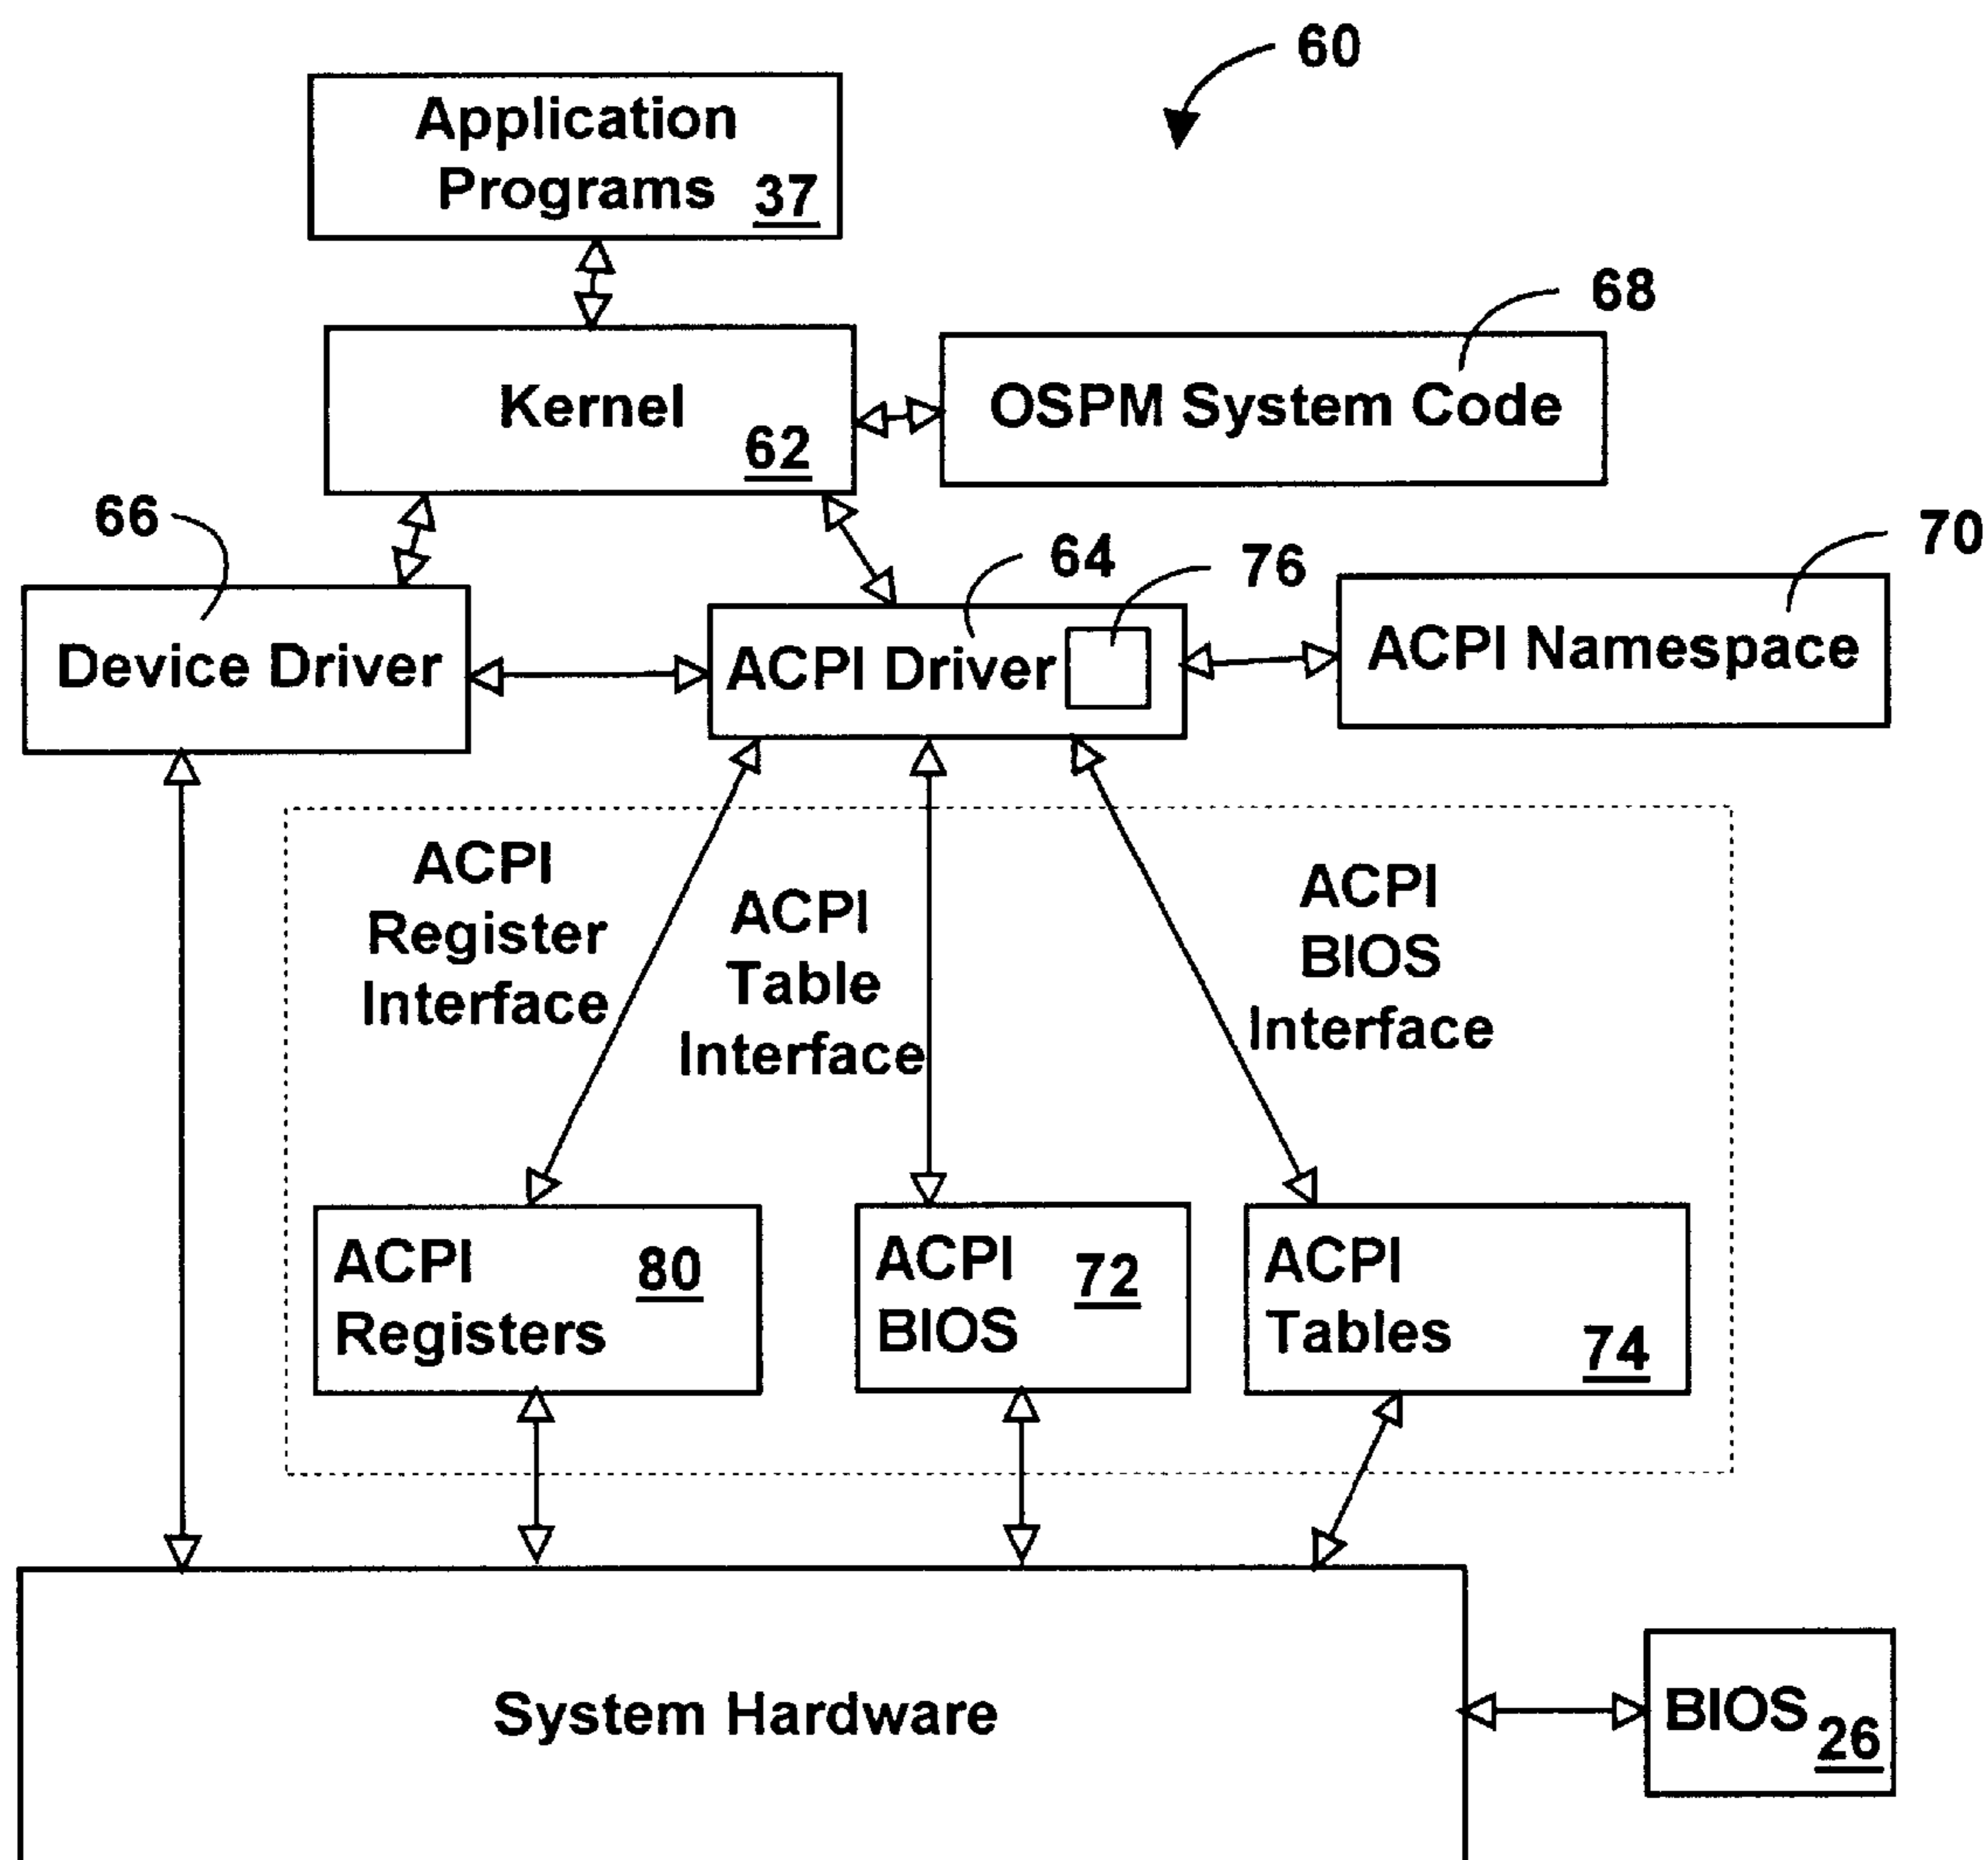 60
Application
Programs 37
68
Kernel
62
OSPM System Code
66
64
76
70
Device Driver
ACPI Driver
ACPI Namespace
ACPI
Register
Interface
ACPI
Table
Interface
ACPI
BIOS
Interface
ACPI
Registers
80
ACPI
BIOS
72
ACPI
Tables
74
System Hardware
BIOS 26